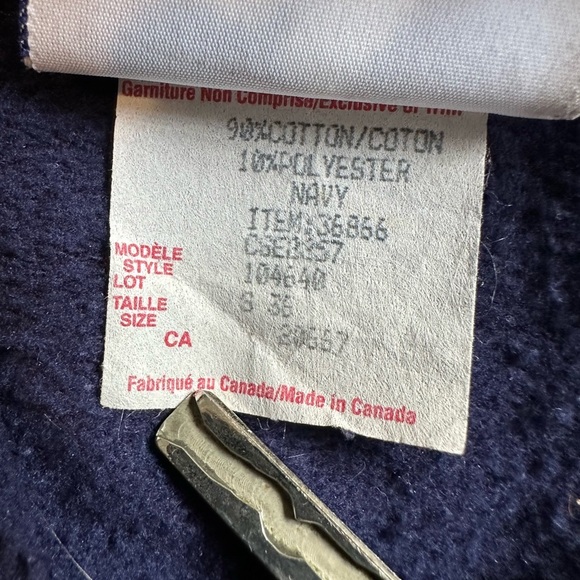 Garniture Non Comprise/Exclusive of Trim
90%COTTON/COTON
10%POLYESTER
NAVY
ITEM:36866
MODÈLE
STYLE
LOT 104640
TAILLE S 36
SIZE
CA
Fabriqué au Canada/Made in Canada